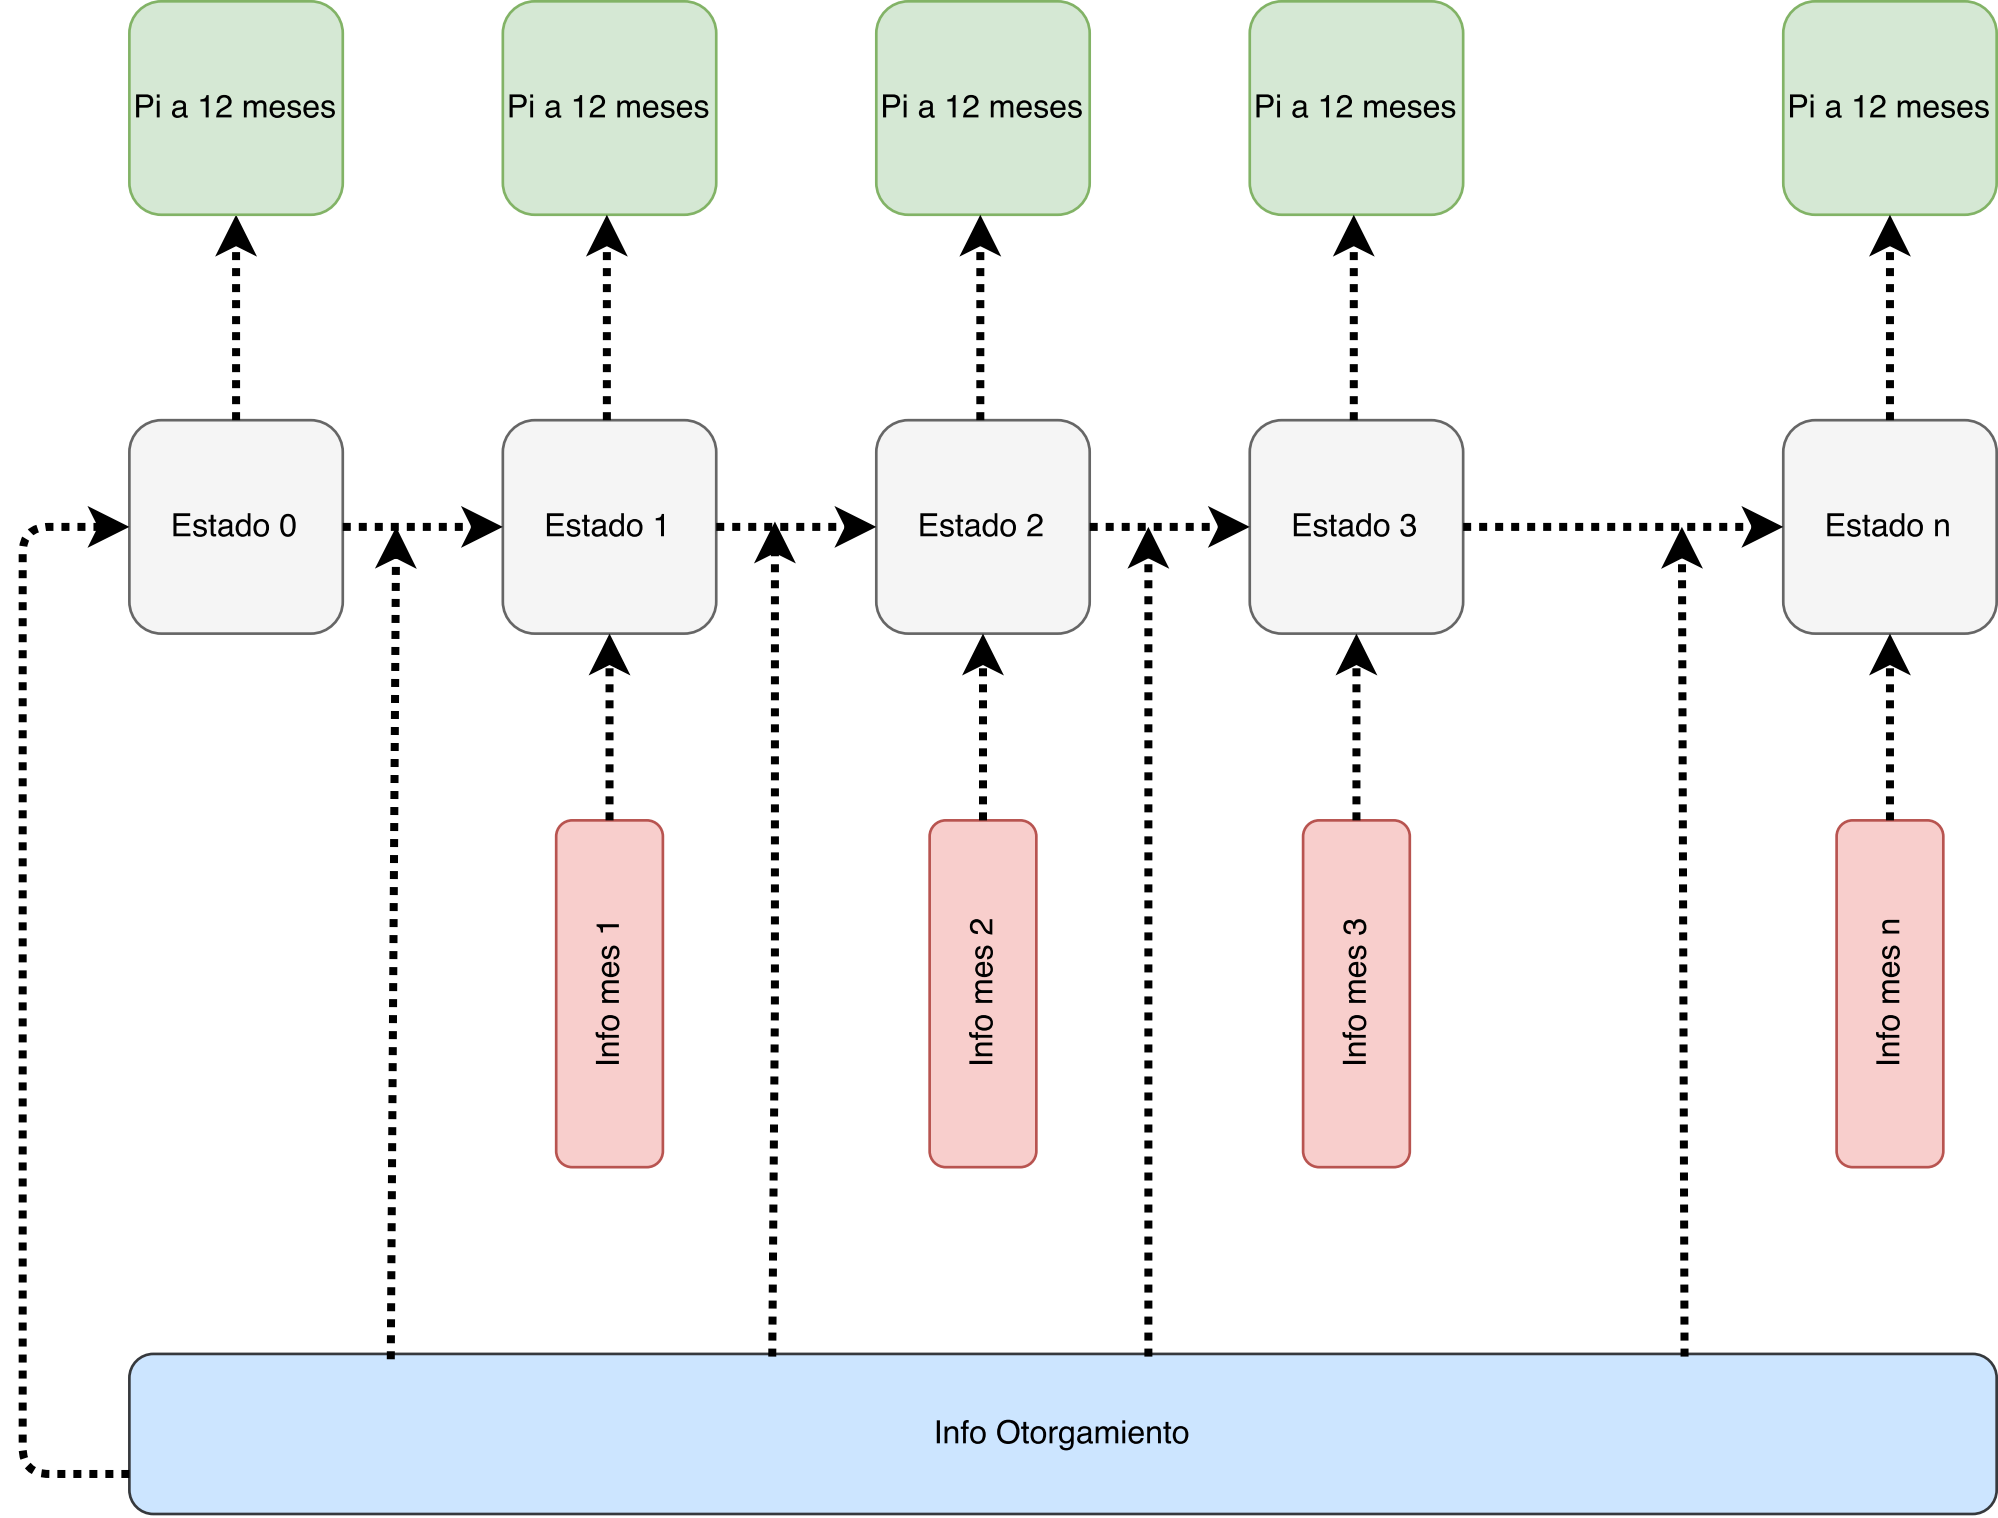 Pi a 12 meses
Pi a 12 meses
Pi a 12 meses
Pi a 12 meses
Pi a 12 meses
Estado 0
Estado 1
Estado 2
Estado 3
Estado n
Info mes 1
Info mes 2
Info mes 3
Info mes n
Info Otorgamiento